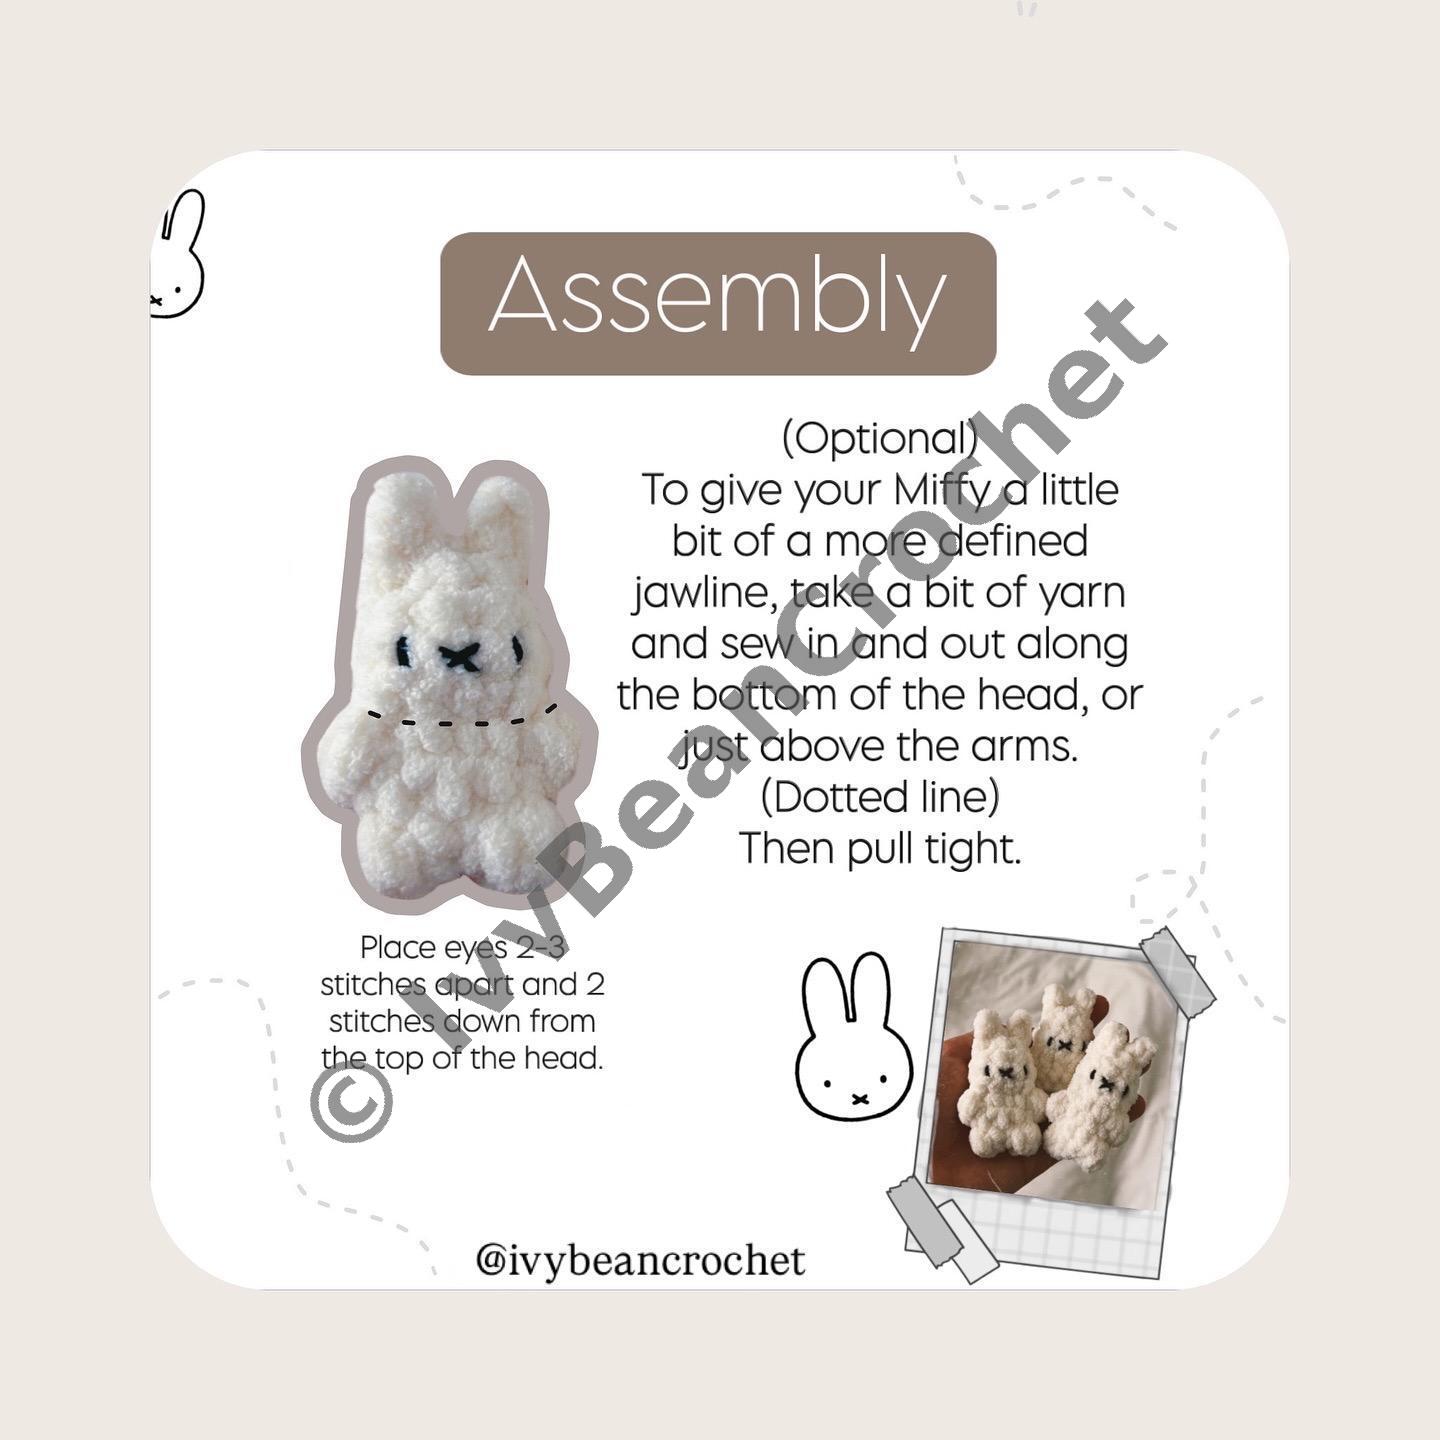 Assembly
(Optional)
To give your Miffy a little
bit of a more defined
jawline, take a bit of yarn
and sew in and out along
the bottom of the head, or
just above the arms.
(Dotted line)
Then pull tight.
Place eyes 2-3
stitches apart and 2
stitches down from
the top of the head.
© IvyBeanCrochet
@ivybeancrochet